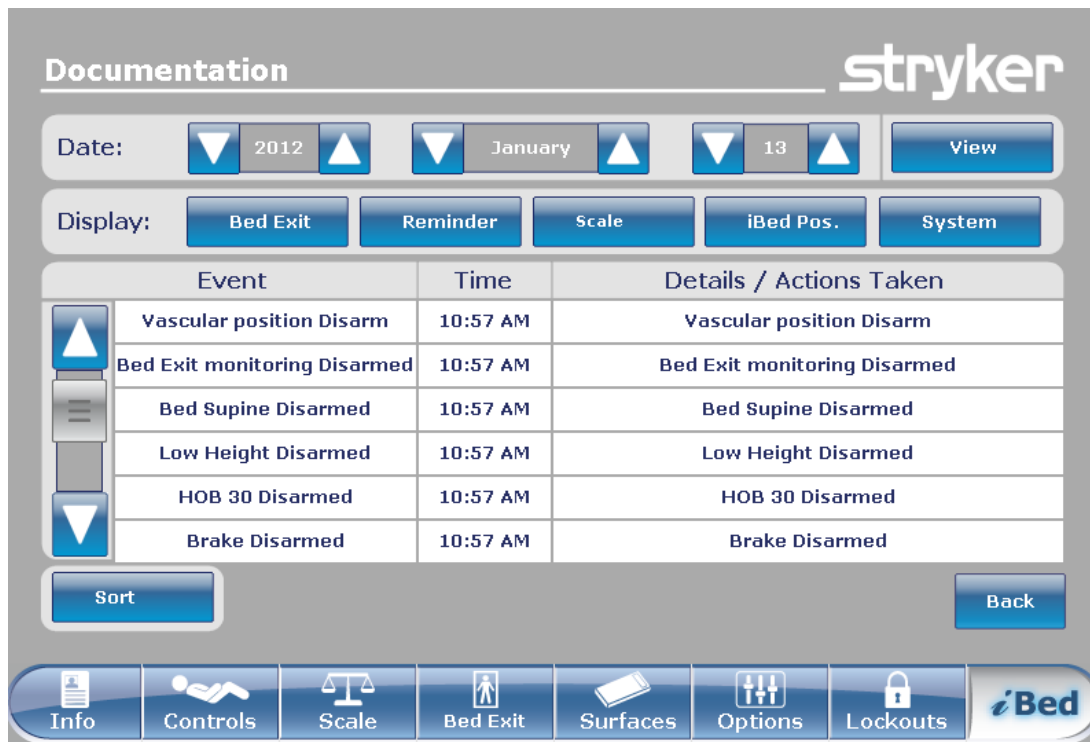 Documentation
stryker
Date: 2012 January 13 View
Display: Bed Exit Reminder Scale iBed Pos. System
Event Time Details / Actions Taken
Vascular position Disarm 10:57 AM Vascular position Disarm
Bed Exit monitoring Disarmed 10:57 AM Bed Exit monitoring Disarmed
Bed Supine Disarmed 10:57 AM Bed Supine Disarmed
Low Height Disarmed 10:57 AM Low Height Disarmed
HOB 30 Disarmed 10:57 AM HOB 30 Disarmed
Brake Disarmed 10:57 AM Brake Disarmed
Sort Back
Info Controls Scale Bed Exit Surfaces Options Lockouts iBed